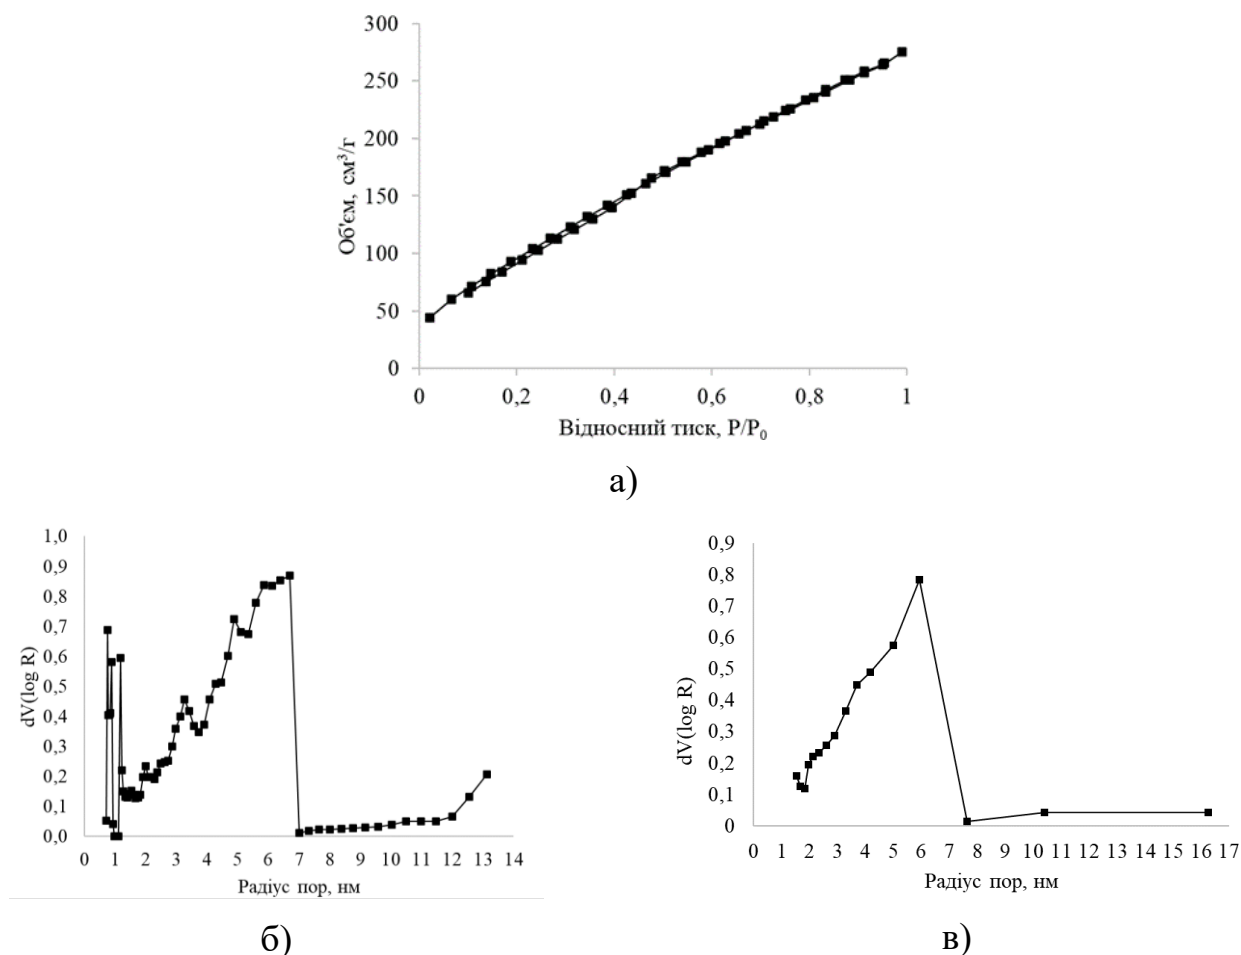 300
250
200
150
100
50
0
Об'єм, см³/г
0 0,2 0,4 0,6 0,8 1
Відносний тиск, P/P₀
а)
1,0
0,9
0,8
0,7
0,6
0,5
0,4
0,3
0,2
0,1
0,0
dV(log R)
0 1 2 3 4 5 6 7 8 9 10 11 12 13 14
Радіус пор, нм
б)
0,9
0,8
0,7
0,6
0,5
0,4
0,3
0,2
0,1
0
dV(log R)
0 1 2 3 4 5 6 7 8 9 10 11 12 13 14 15 16 17
Радіус пор, нм
в)